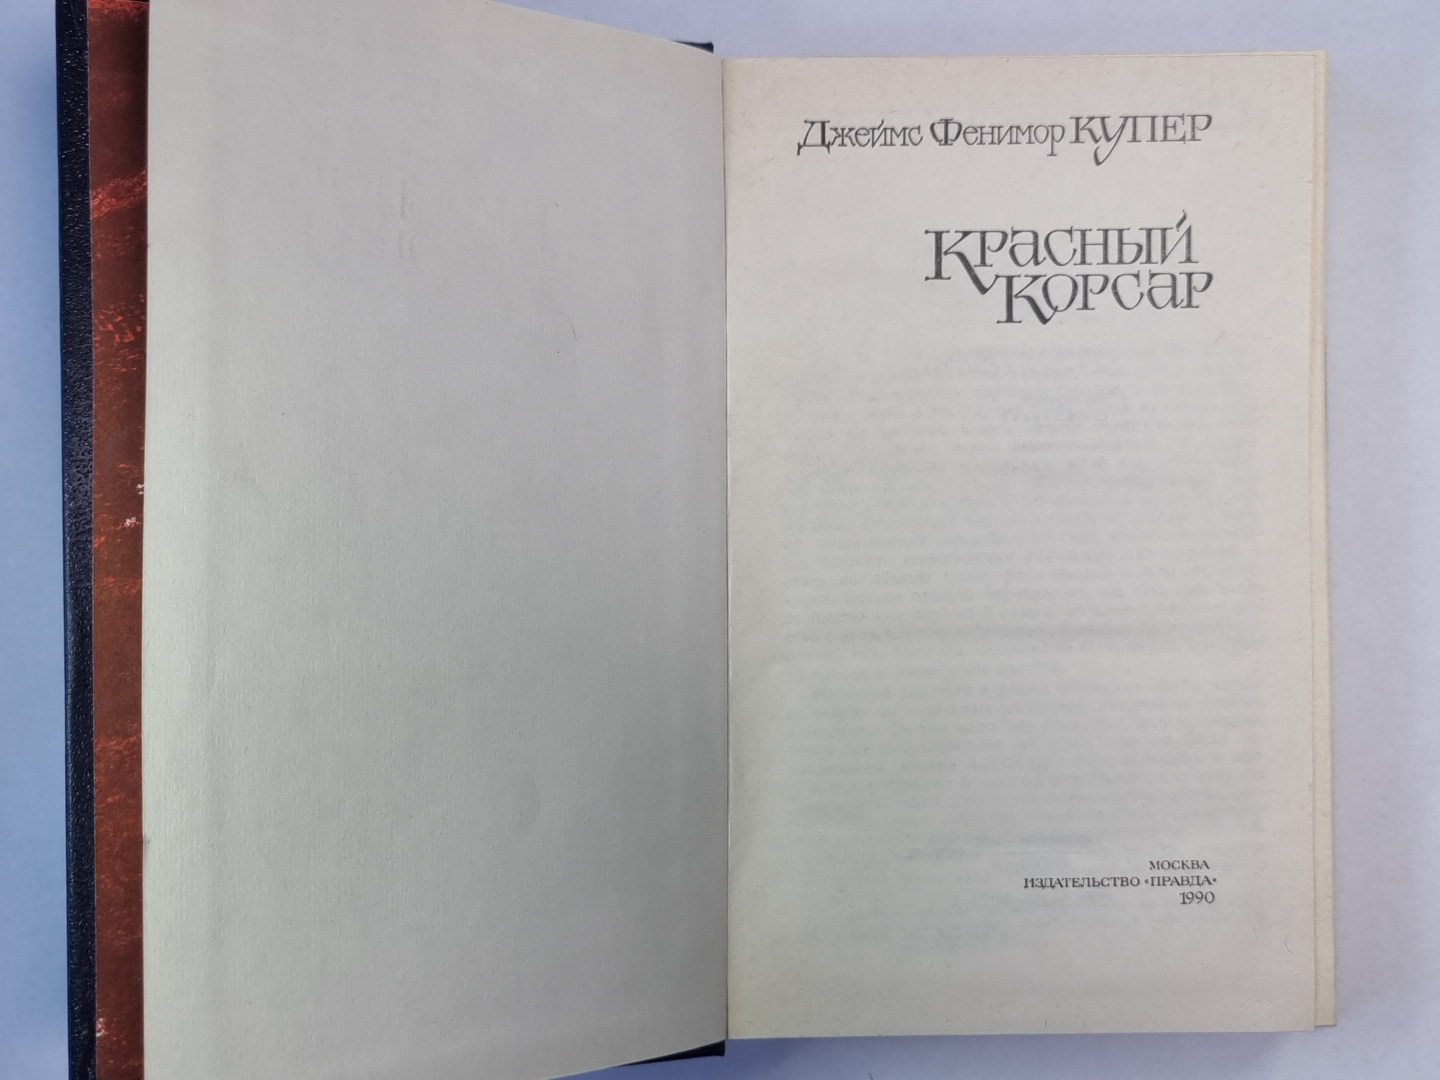 Джеймс Фенимор КУПЕР
Красный
Корсар
МОСКВА
ИЗДАТЕЛЬСТВО «ПРАВДА»
1990